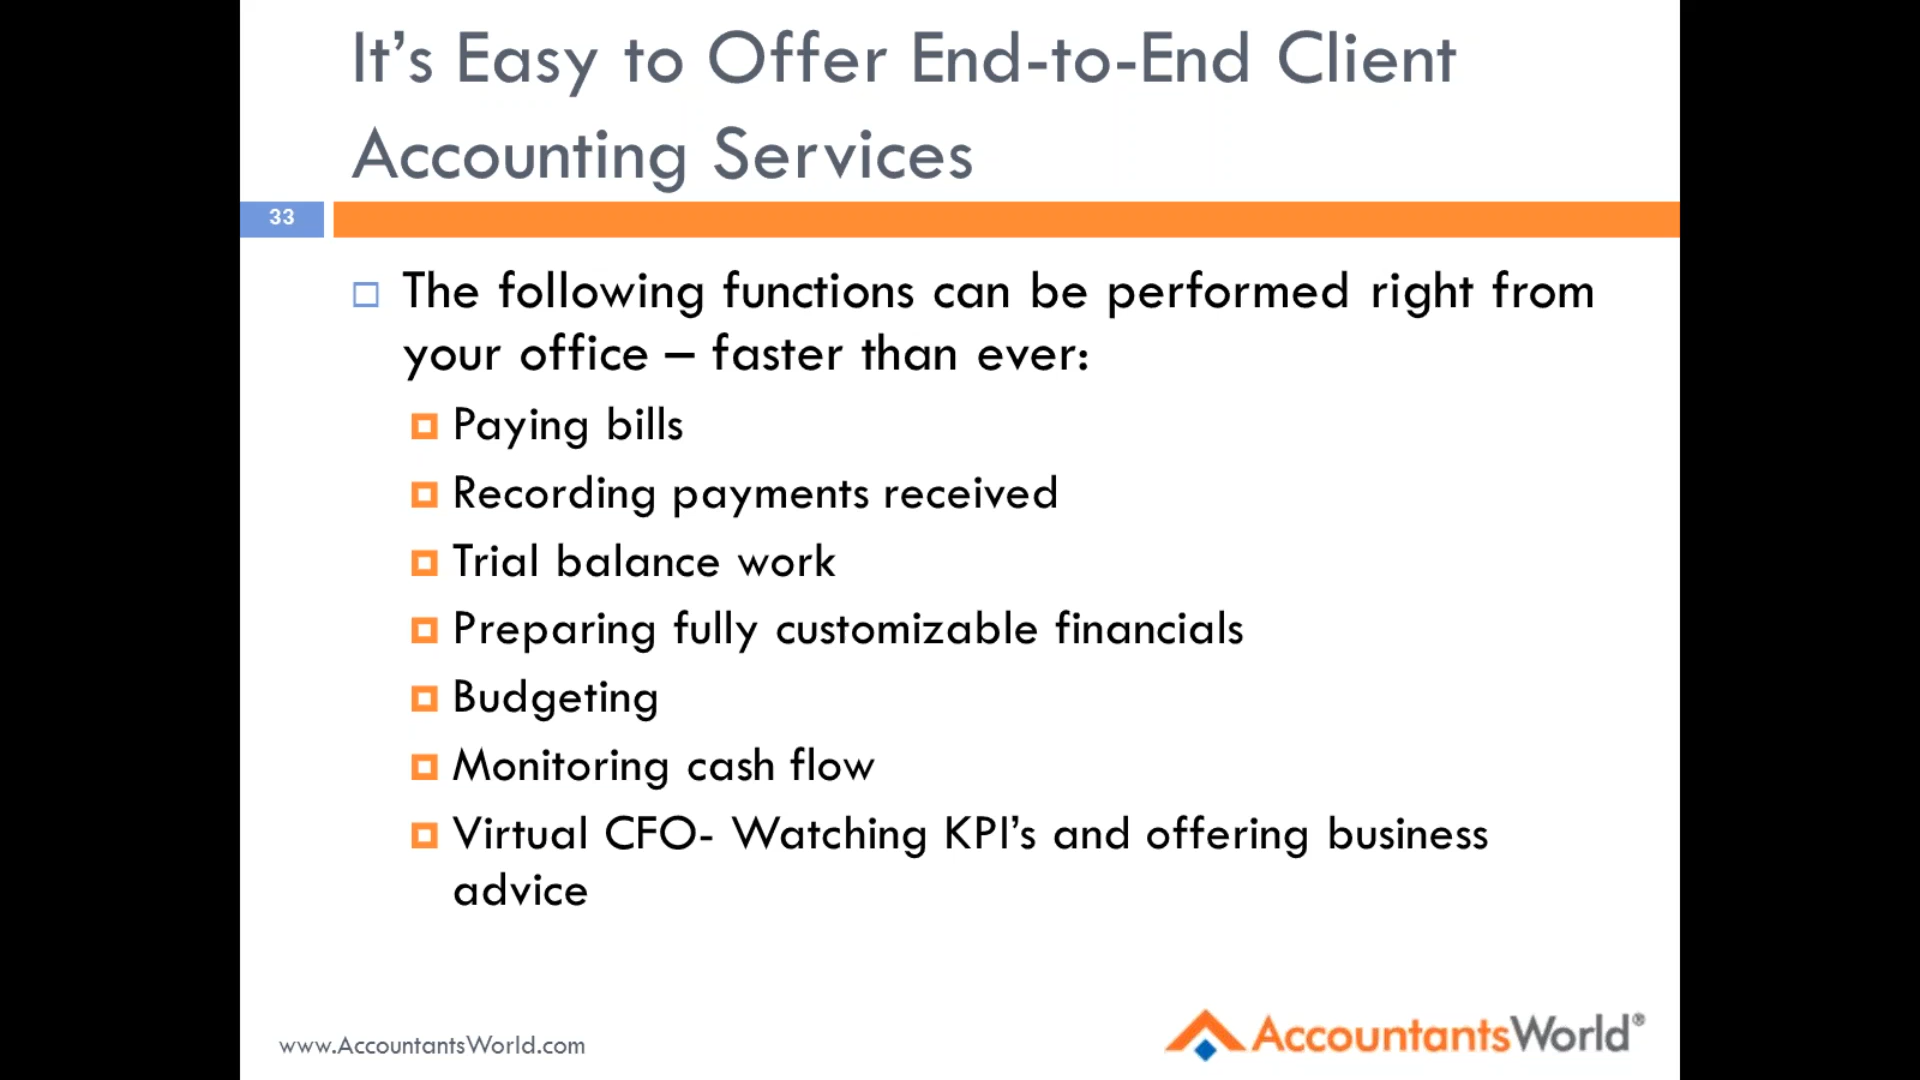 It’s Easy to Offer End-to-End Client
Accounting Services
33
The following functions can be performed right from
your office – faster than ever:
Paying bills
Recording payments received
Trial balance work
Preparing fully customizable financials
Budgeting
Monitoring cash flow
Virtual CFO- Watching KPI’s and offering business
advice
www.AccountantsWorld.com
AccountantsWorld®